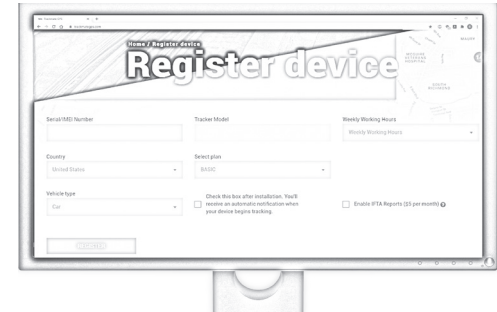 Home / Register device
Register device
Serial/IMEI Number
Tracker Model
Weekly Working Hours
Weekly Working Hours
Country
United States
Select plan
BASIC
Vehicle type
Car
Check this box after installation. You'll
receive an automatic notification when
your device begins tracking.
Enable IFTA Reports ($5 per month)
REGISTER